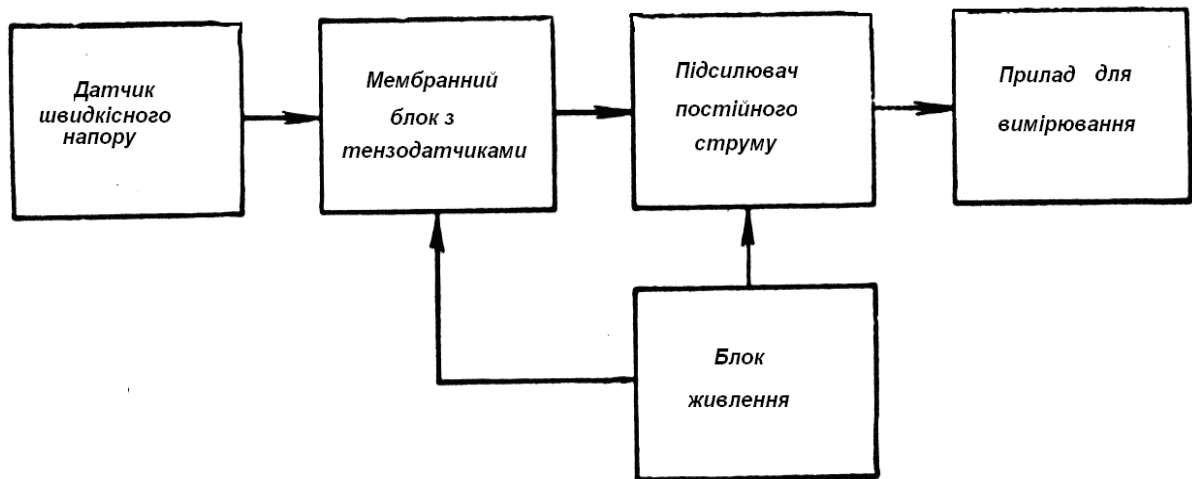 Датчик
швидкісного
напору
Мембранний
блок з
тензодатчиками
Підсилювач
постійного
струму
Прилад для
вимірювання
Блок
живлення